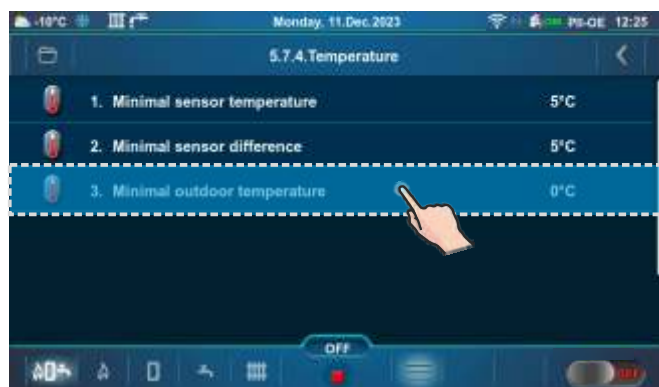 -10°C Monday, 11.Dec.2023 PS-OE 12:25
5.7.4.Temperature
1. Minimal sensor temperature 5°C
2. Minimal sensor difference 5°C
3. Minimal outdoor temperature 0°C
OFF
OFF